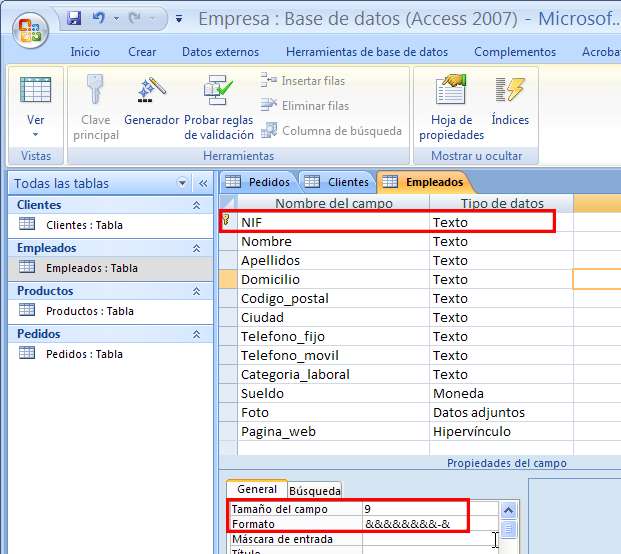 Empresa : Base de datos (Access 2007) - Microsof...
Inicio Crear Datos externos Herramientas de base de datos Complementos Acrobat
Ver
Clave principal
Generador
Probar reglas de validación
Insertar filas
Eliminar filas
Columna de búsqueda
Hoja de propiedades
Índices
Vistas Herramientas Mostrar u ocultar
Todas las tablas
Clientes
Clientes : Tabla
Empleados
Empleados : Tabla
Productos
Productos : Tabla
Pedidos
Pedidos : Tabla
Pedidos Clientes Empleados
Nombre del campo Tipo de datos
NIF Texto
Nombre Texto
Apellidos Texto
Domicilio Texto
Codigo_postal Texto
Ciudad Texto
Telefono_fijo Texto
Telefono_movil Texto
Categoria_laboral Texto
Sueldo Moneda
Foto Datos adjuntos
Pagina_web Hipervínculo
Propiedades del campo
General Búsqueda
Tamaño del campo 9
Formato &&&&&&&&-&
Máscara de entrada
Título